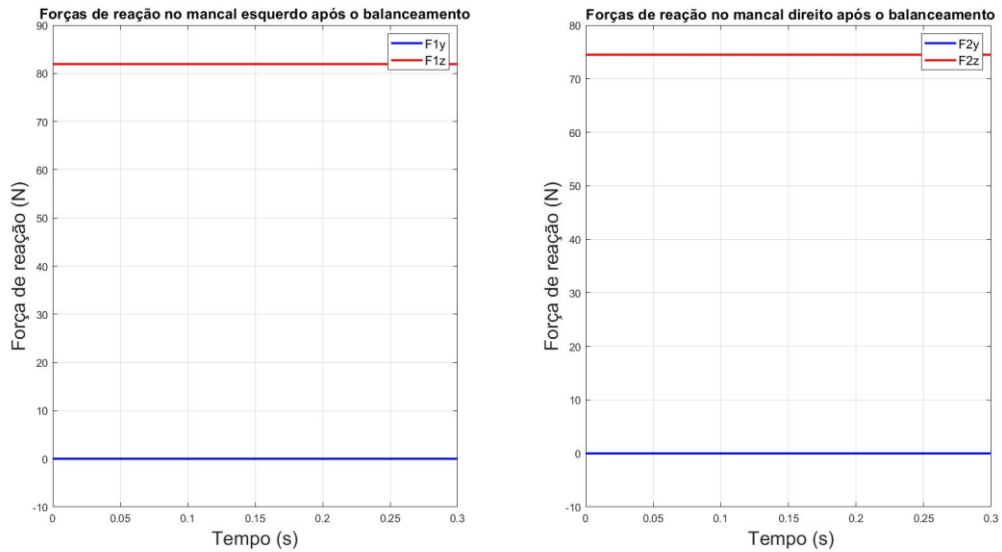 Forças de reação no mancal esquerdo após o balanceamento
90
80
70
60
50
40
30
20
10
0
-10
0 0.05 0.1 0.15 0.2 0.25 0.3
Força de reação (N)
Tempo (s)
F1y
F1z
Forças de reação no mancal direito após o balanceamento
80
70
60
50
40
30
20
10
0
-10
0 0.05 0.1 0.15 0.2 0.25 0.3
Força de reação (N)
Tempo (s)
F2y
F2z